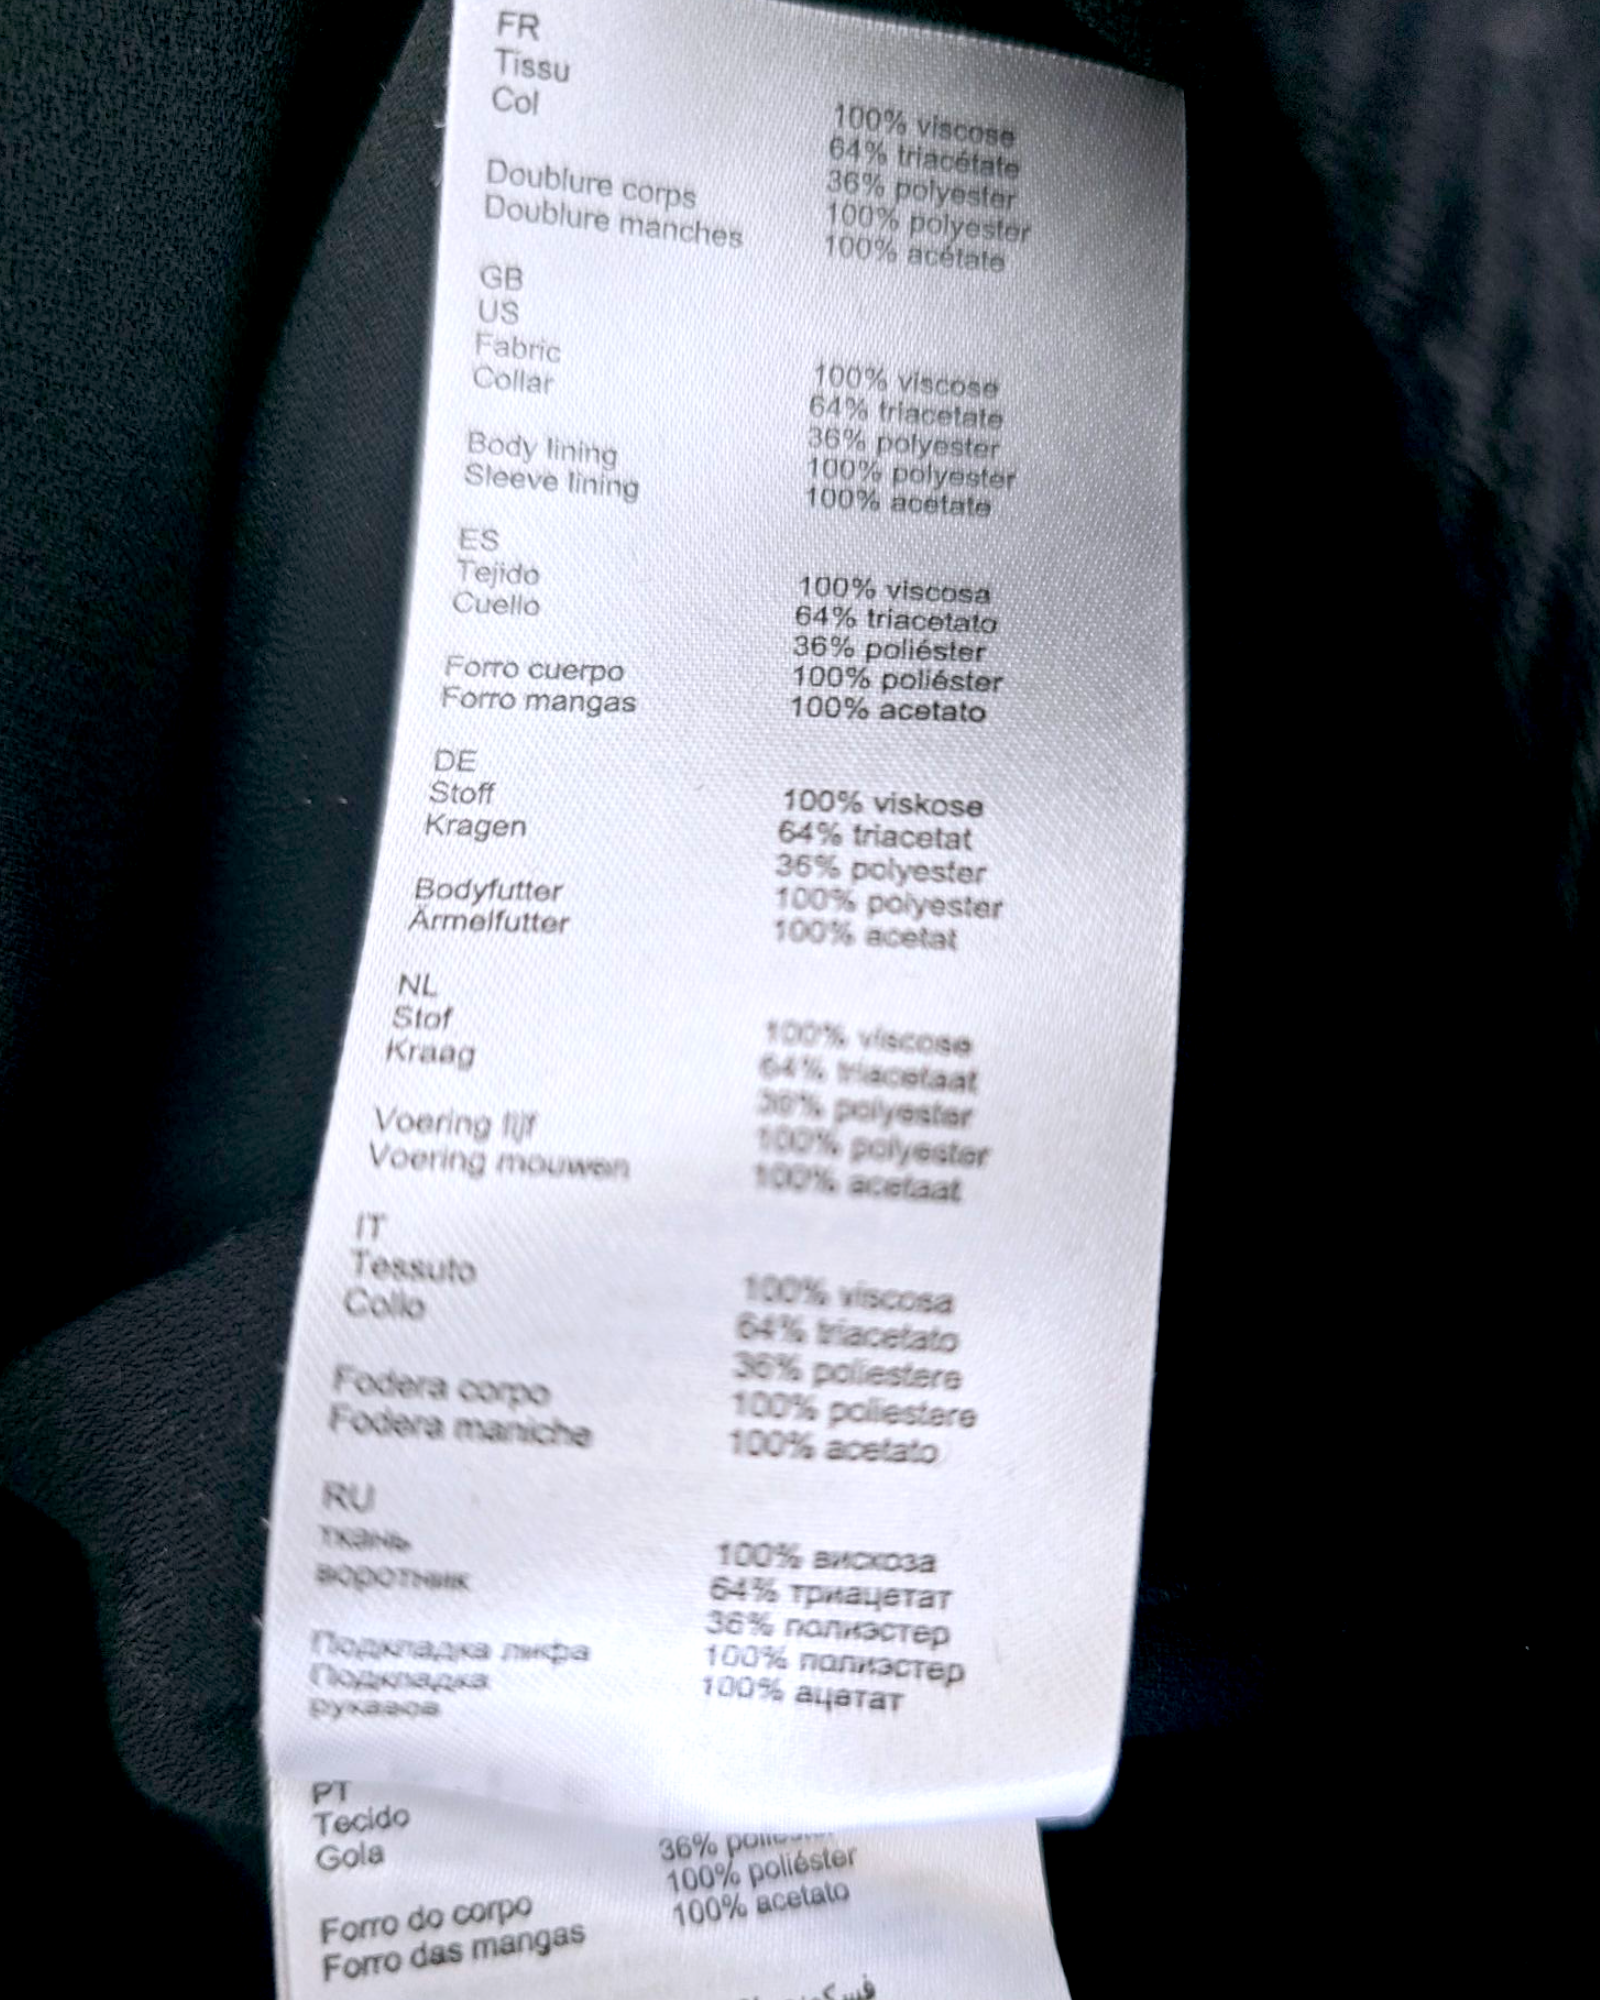 FR
Tissu 100% viscose
Col 64% triacétate
36% polyester
Doublure corps 100% polyester
Doublure manches 100% acétate
GB
US
Fabric 100% viscose
Collar 64% triacetate
36% polyester
Body lining 100% polyester
Sleeve lining 100% acetate
ES
Tejido 100% viscosa
Cuello 64% triacetato
36% poliéster
Forro cuerpo 100% poliéster
Forro mangas 100% acetato
DE
Stoff 100% viskose
Kragen 64% triacetat
36% polyester
Bodyfutter 100% polyester
Ärmelfutter 100% acetat
NL
Stof 100% viscose
Kraag 64% triacetaat
36% polyester
Voering lijf 100% polyester
Voering mouwen 100% acetaat
IT
Tessuto 100% viscosa
Collo 64% triacetato
36% poliestere
Fodera corpo 100% poliestere
Fodera maniche 100% acetato
RU
ткань 100% вискоза
воротник 64% триацетат
36% полиэстер
Подкладка лифа 100% полиэстер
Подкладка 100% ацетат
рукавов
PT
Tecido
Gola 36%
100% poliéster
Forro do corpo 100% acetato
Forro das mangas